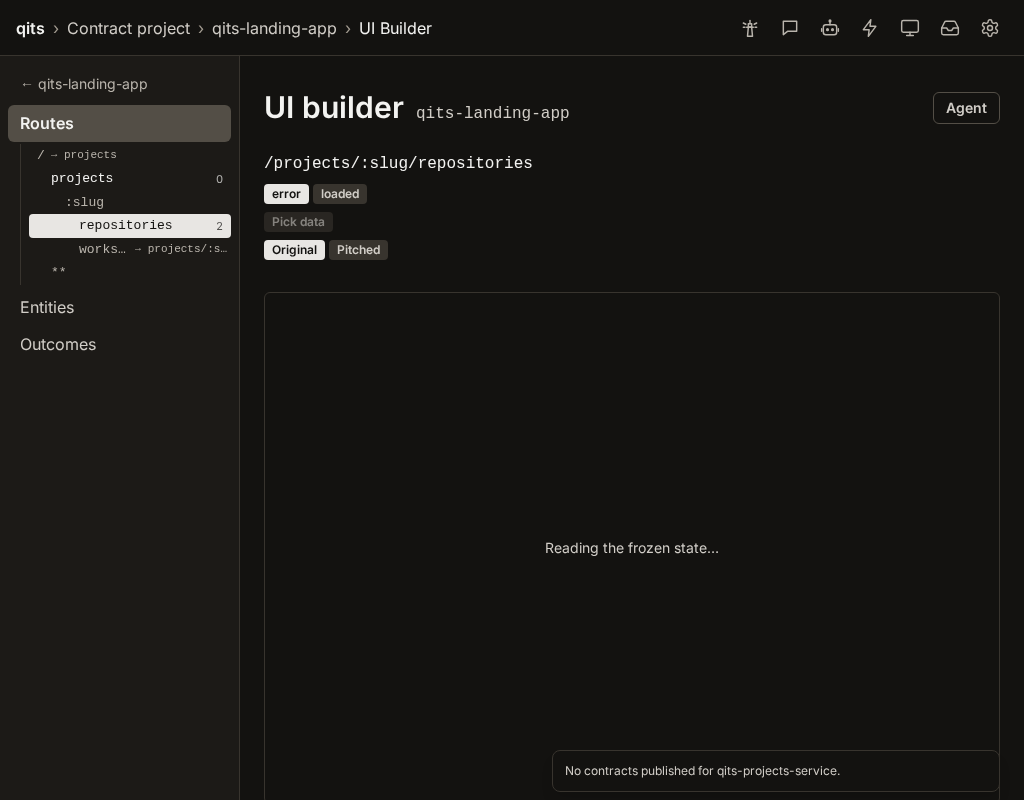 qits › Contract project › qits-landing-app › UI Builder
← qits-landing-app
Routes
/ → projects
projects 0
:slug
repositories 2
works… → projects/:s…
**
Entities
Outcomes
UI builder qits-landing-app
Agent
/projects/:slug/repositories
error loaded
Pick data
Original Pitched
Reading the frozen state…
No contracts published for qits-projects-service.